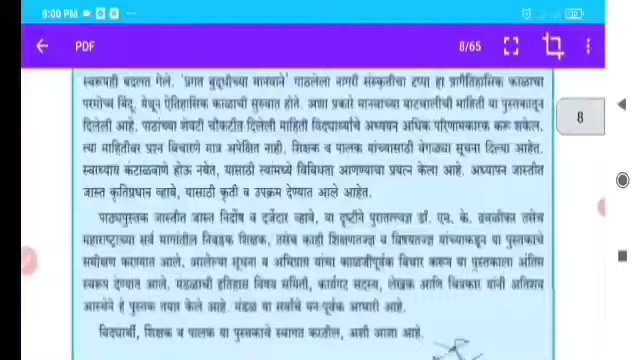 8:00 PM
PDF
8/65
स्वरूपही बदलत गेले. 'प्रगत बुद्धीच्या मानवाने' गाठलेला नागरी संस्कृतीचा टप्पा हा प्रागैतिहासिक काळाचा
परमोच्च बिंदू. येथून ऐतिहासिक काळाची सुरुवात होते. अशा प्रकारे मानवाच्या वाटचालीची माहिती या पुस्तकातून
दिलेली आहे. पाठांच्या शेवटी चौकटीत दिलेली माहिती विद्यार्थ्यांचे अध्ययन अधिक परिणामकारक करू शकेल.
त्या माहितीवर प्रश्न विचारणे मात्र अपेक्षित नाही. शिक्षक व पालक यांच्यासाठी वेगळ्या सूचना दिल्या आहेत.
स्वाध्याय कंटाळवाणे होऊ नयेत, यासाठी त्यांमध्ये विविधता आणण्याचा प्रयत्न केला आहे. अध्यापन जास्तीत
जास्त कृतिप्रधान व्हावे, यासाठी कृती व उपक्रम देण्यात आले आहेत.
पाठ्यपुस्तक जास्तीत जास्त निर्दोष व दर्जेदार व्हावे, या दृष्टीने पुरातत्त्वज्ञ डॉ. एम. के. ढवळीकर तसेच
महाराष्ट्राच्या सर्व भागांतील निवडक शिक्षक, तसेच काही शिक्षणतज्ज्ञ व विषयतज्ज्ञ यांच्याकडून या पुस्तकाचे
समीक्षण करण्यात आले. आलेल्या सूचना व अभिप्राय यांचा काळजीपूर्वक विचार करून या पुस्तकाला अंतिम
स्वरूप देण्यात आले. मंडळाची इतिहास विषय समिती, कार्यगट सदस्य, लेखक आणि चित्रकार यांनी अतिशय
आस्थेने हे पुस्तक तयार केले आहे. मंडळ या सर्वांचे मनःपूर्वक आभारी आहे.
विद्यार्थी, शिक्षक व पालक या पुस्तकाचे स्वागत करतील, अशी आशा आहे.
8